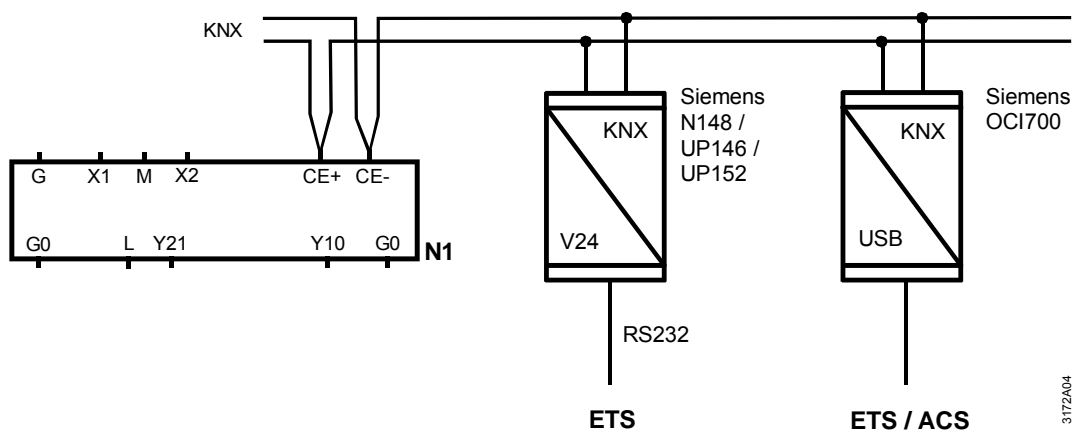 KNX
Siemens
N148 /
UP146 /
UP152
KNX
V24
Siemens
OCI700
KNX
USB
G X1 M X2 CE+ CE-
G0 L Y21 Y10 G0
N1
RS232
ETS
ETS / ACS
3172A04